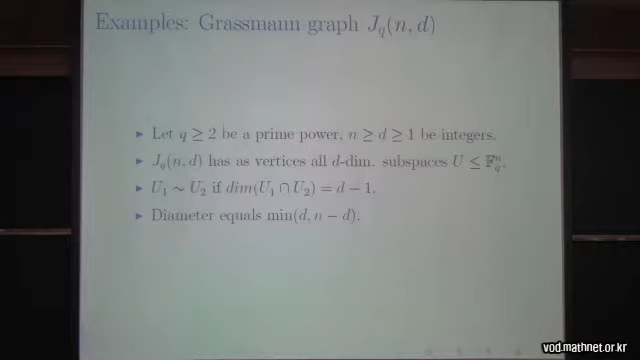 Examples: Grassmann graph J_q(n, d)
▸ Let q ≥ 2 be a prime power, n ≥ d ≥ 1 be integers.
▸ J_q(n, d) has as vertices all d-dim. subspaces U ≤ 𝔽_q^n.
▸ U_1 ∼ U_2 if dim(U_1 ∩ U_2) = d − 1.
▸ Diameter equals min(d, n − d).
vod.mathnet.or.kr